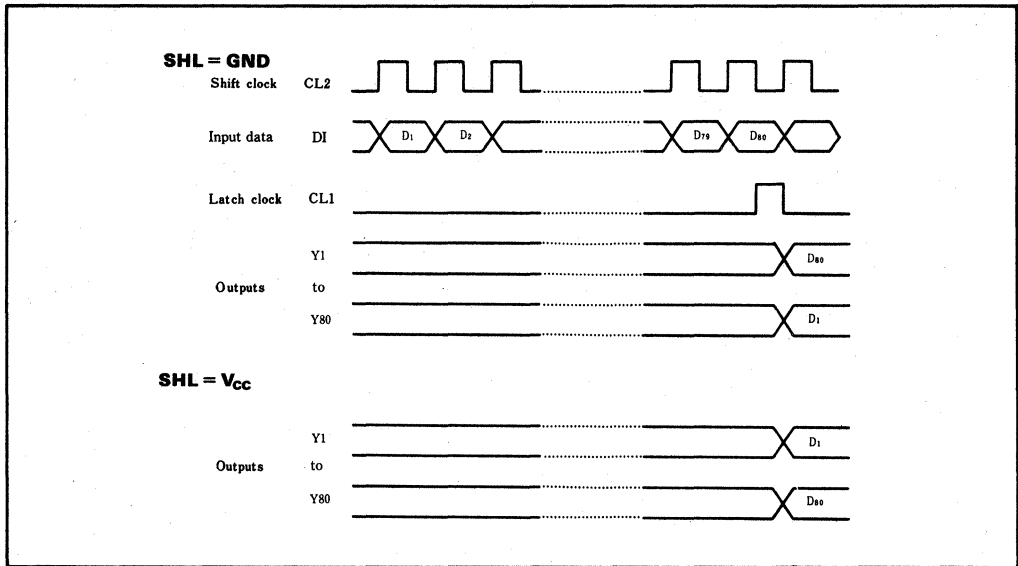 SHL = GND
Shift clock CL2
Input data DI D1 D2 D79 D80
Latch clock CL1
Y1 D80
Outputs to
Y80 D1
SHL = VCC
Y1 D1
Outputs to
Y80 D80